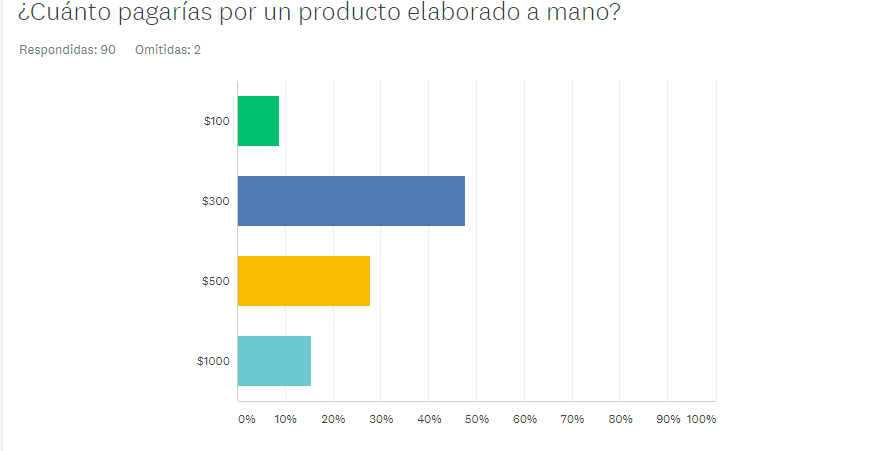 ¿Cuánto pagarías por un producto elaborado a mano?
Respondidas: 90 Omitidas: 2
$100
$300
$500
$1000
0% 10% 20% 30% 40% 50% 60% 70% 80% 90% 100%